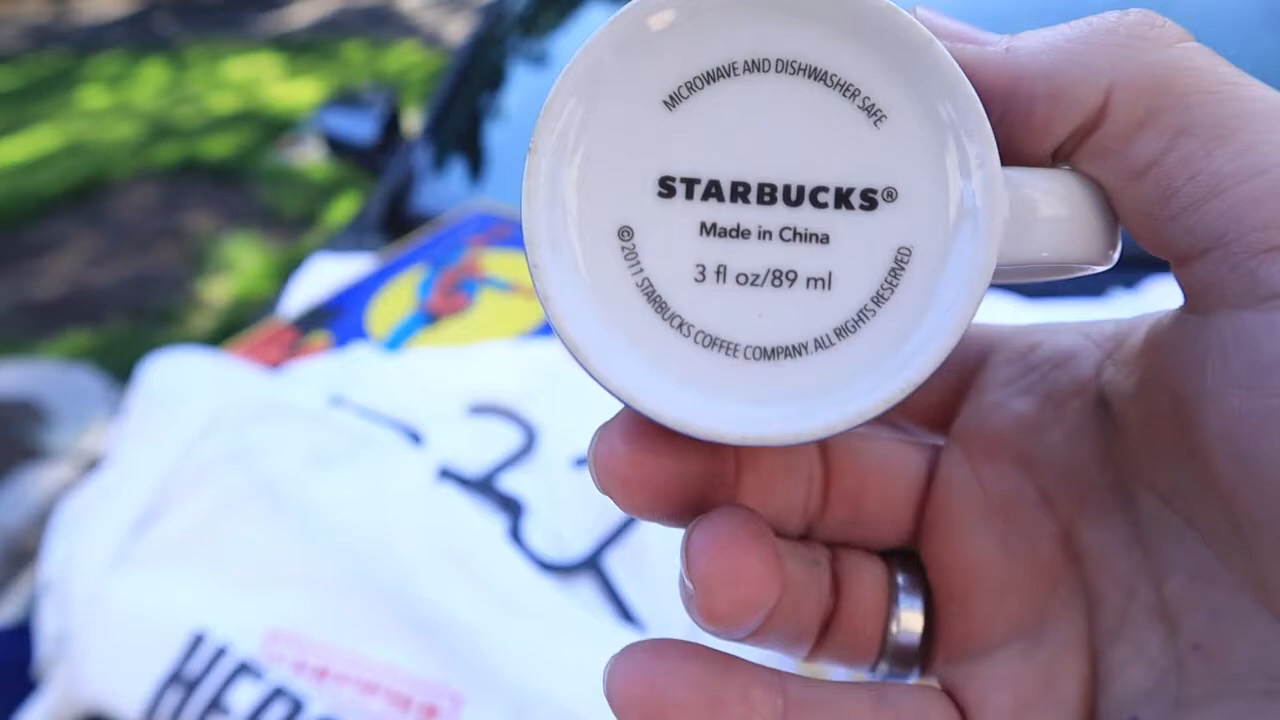 MICROWAVE AND DISHWASHER SAFE.
STARBUCKS®
Made in China
3 fl oz/89 ml
©2011 STARBUCKS COFFEE COMPANY. ALL RIGHTS RESERVED.